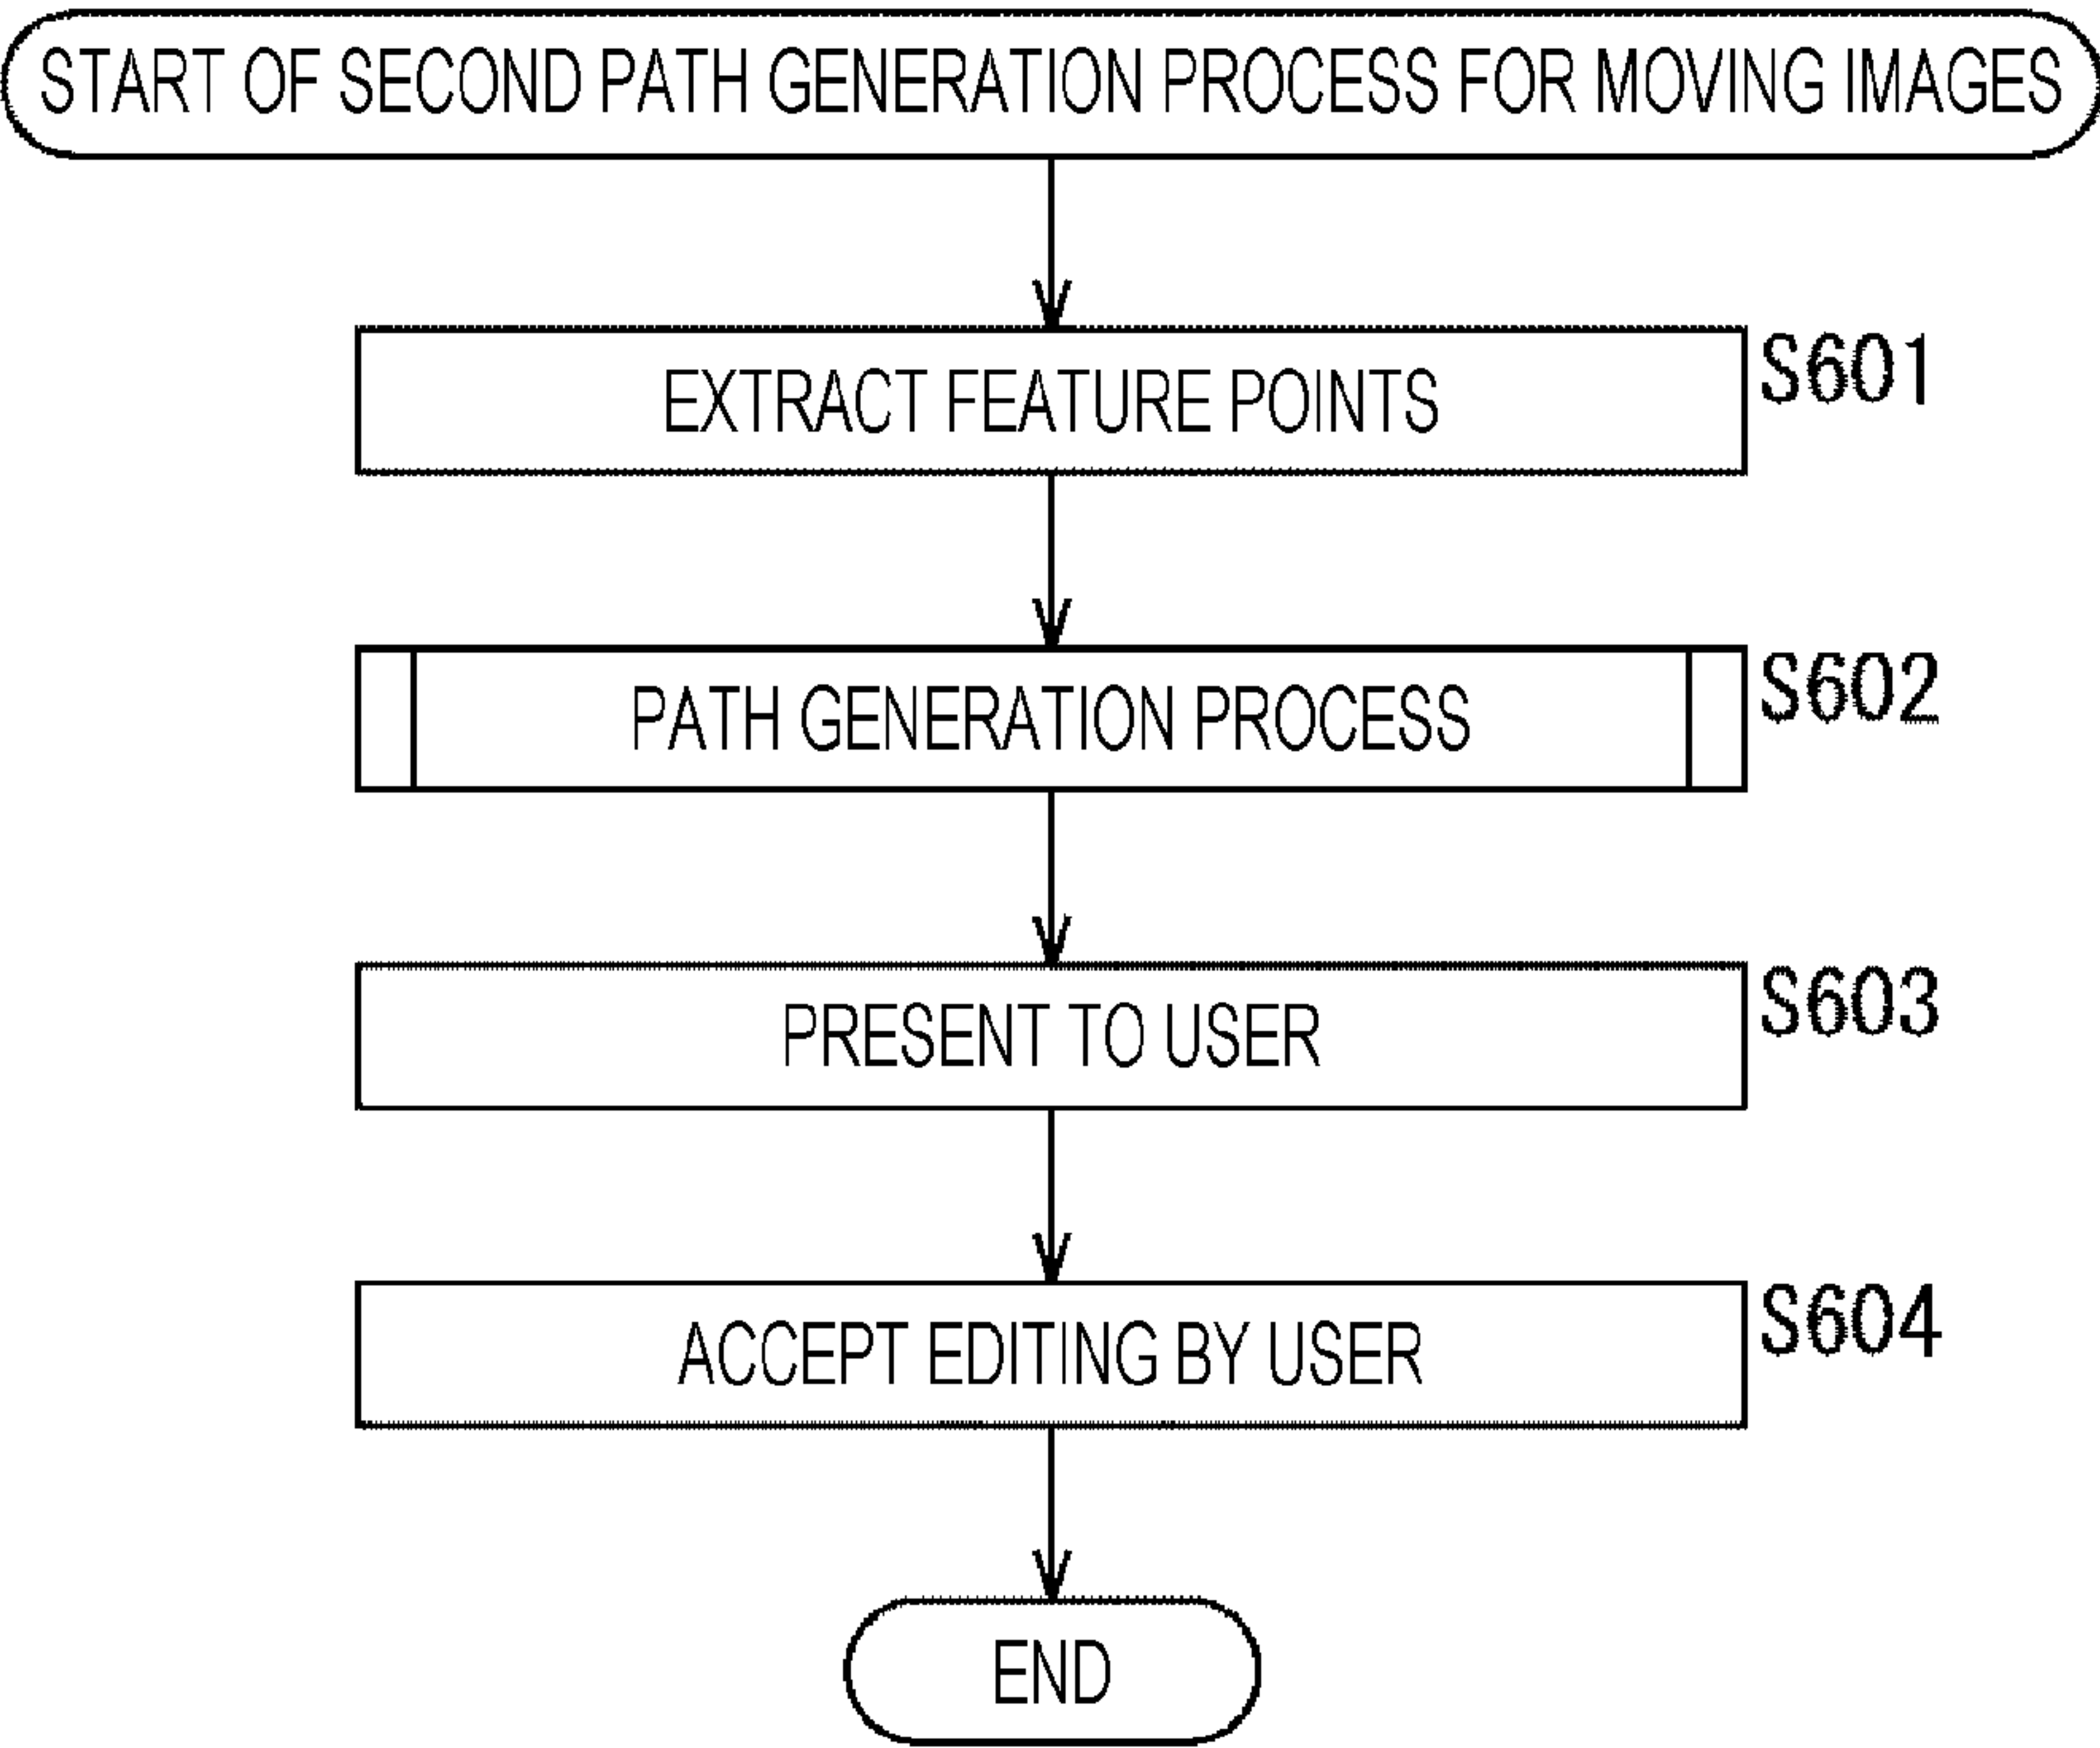 START OF SECOND PATH GENERATION PROCESS FOR MOVING IMAGES
EXTRACT FEATURE POINTS S601
PATH GENERATION PROCESS S602
PRESENT TO USER S603
ACCEPT EDITING BY USER S604
END